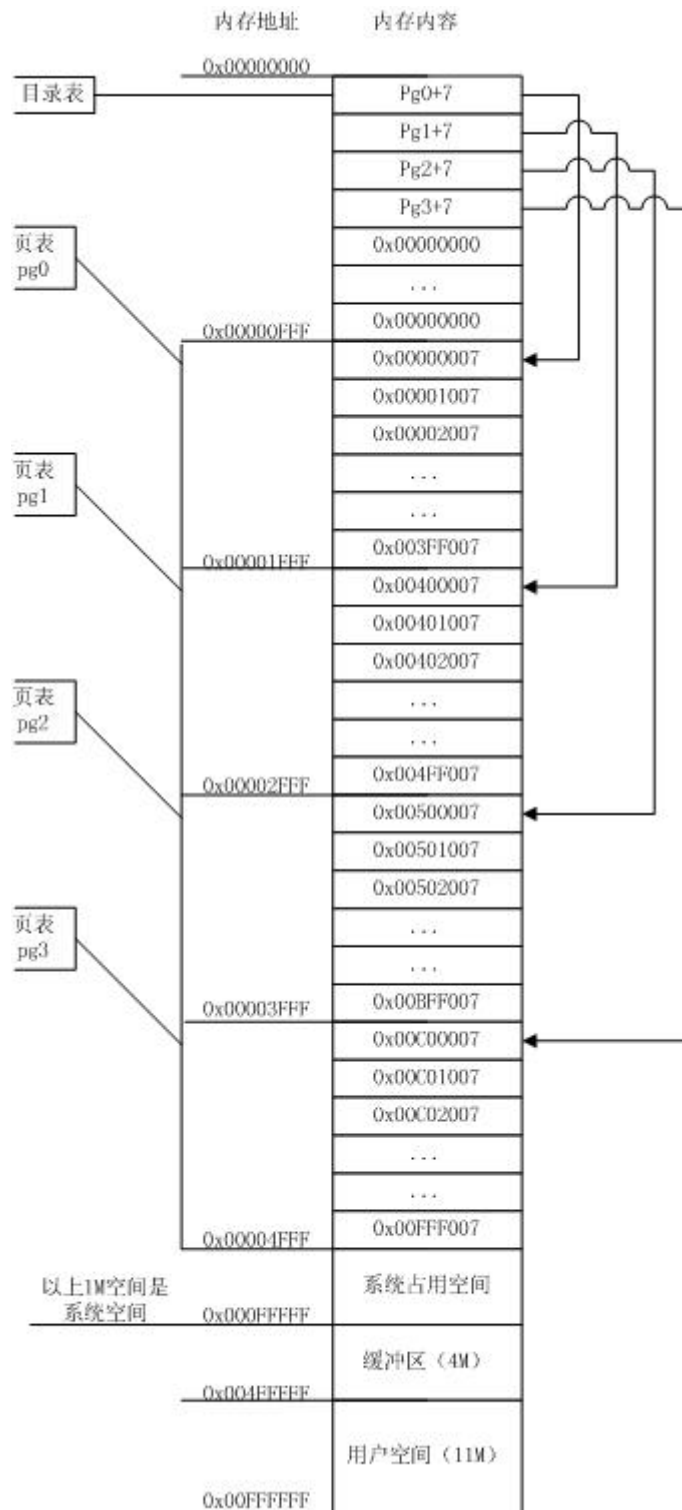 内存地址 内存内容
0x00000000
目录表
Pg0+7
Pg1+7
Pg2+7
Pg3+7
页表
pg0
0x00000000
...
0x00000000
0x00000FFF
0x00000007
0x00001007
0x00002007
页表
pg1
...
...
0x003FF007
0x00001FFF
0x00400007
0x00401007
0x00402007
页表
pg2
...
...
0x004FF007
0x00002FFF
0x00500007
0x00501007
0x00502007
页表
pg3
...
...
0x00BFF007
0x00003FFF
0x00C00007
0x00C01007
0x00C02007
...
...
0x00FFF007
0x00004FFF
以上1M空间是
系统空间
系统占用空间
0x000FFFFF
缓冲区（4M）
0x004FFFFF
用户空间（11M）
0x00FFFFFF